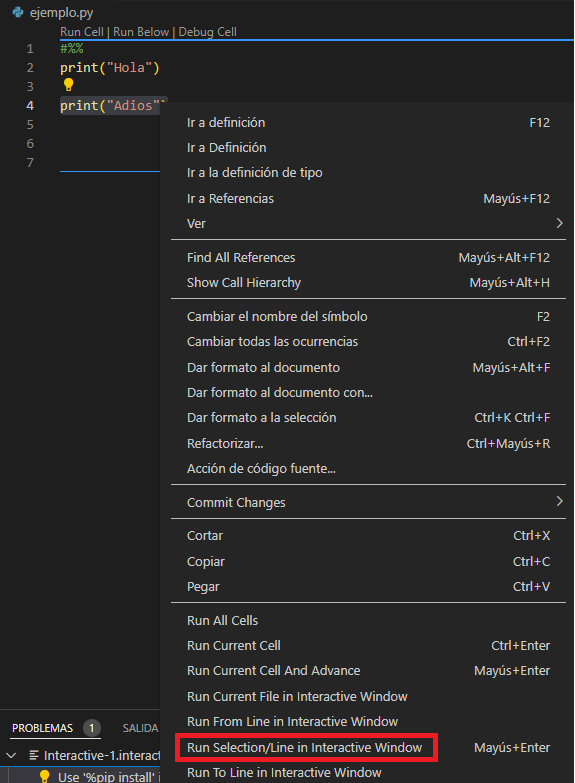 ejemplo.py
Run Cell | Run Below | Debug Cell
1 #%%
2 print("Hola")
3
4 print("Adios")
5
6
7
Ir a definición F12
Ir a Definición
Ir a la definición de tipo
Ir a Referencias Mayús+F12
Ver
Find All References Mayús+Alt+F12
Show Call Hierarchy Mayús+Alt+H
Cambiar el nombre del símbolo F2
Cambiar todas las ocurrencias Ctrl+F2
Dar formato al documento Mayús+Alt+F
Dar formato al documento con...
Dar formato a la selección Ctrl+K Ctrl+F
Refactorizar... Ctrl+Mayús+R
Acción de código fuente...
Commit Changes
Cortar Ctrl+X
Copiar Ctrl+C
Pegar Ctrl+V
Run All Cells
Run Current Cell Ctrl+Enter
Run Current Cell And Advance Mayús+Enter
Run Current File in Interactive Window
Run From Line in Interactive Window
Run Selection/Line in Interactive Window Mayús+Enter
Run To Line in Interactive Window
PROBLEMAS 1 SALIDA
Interactive-1.interact
Use '%pip install' i